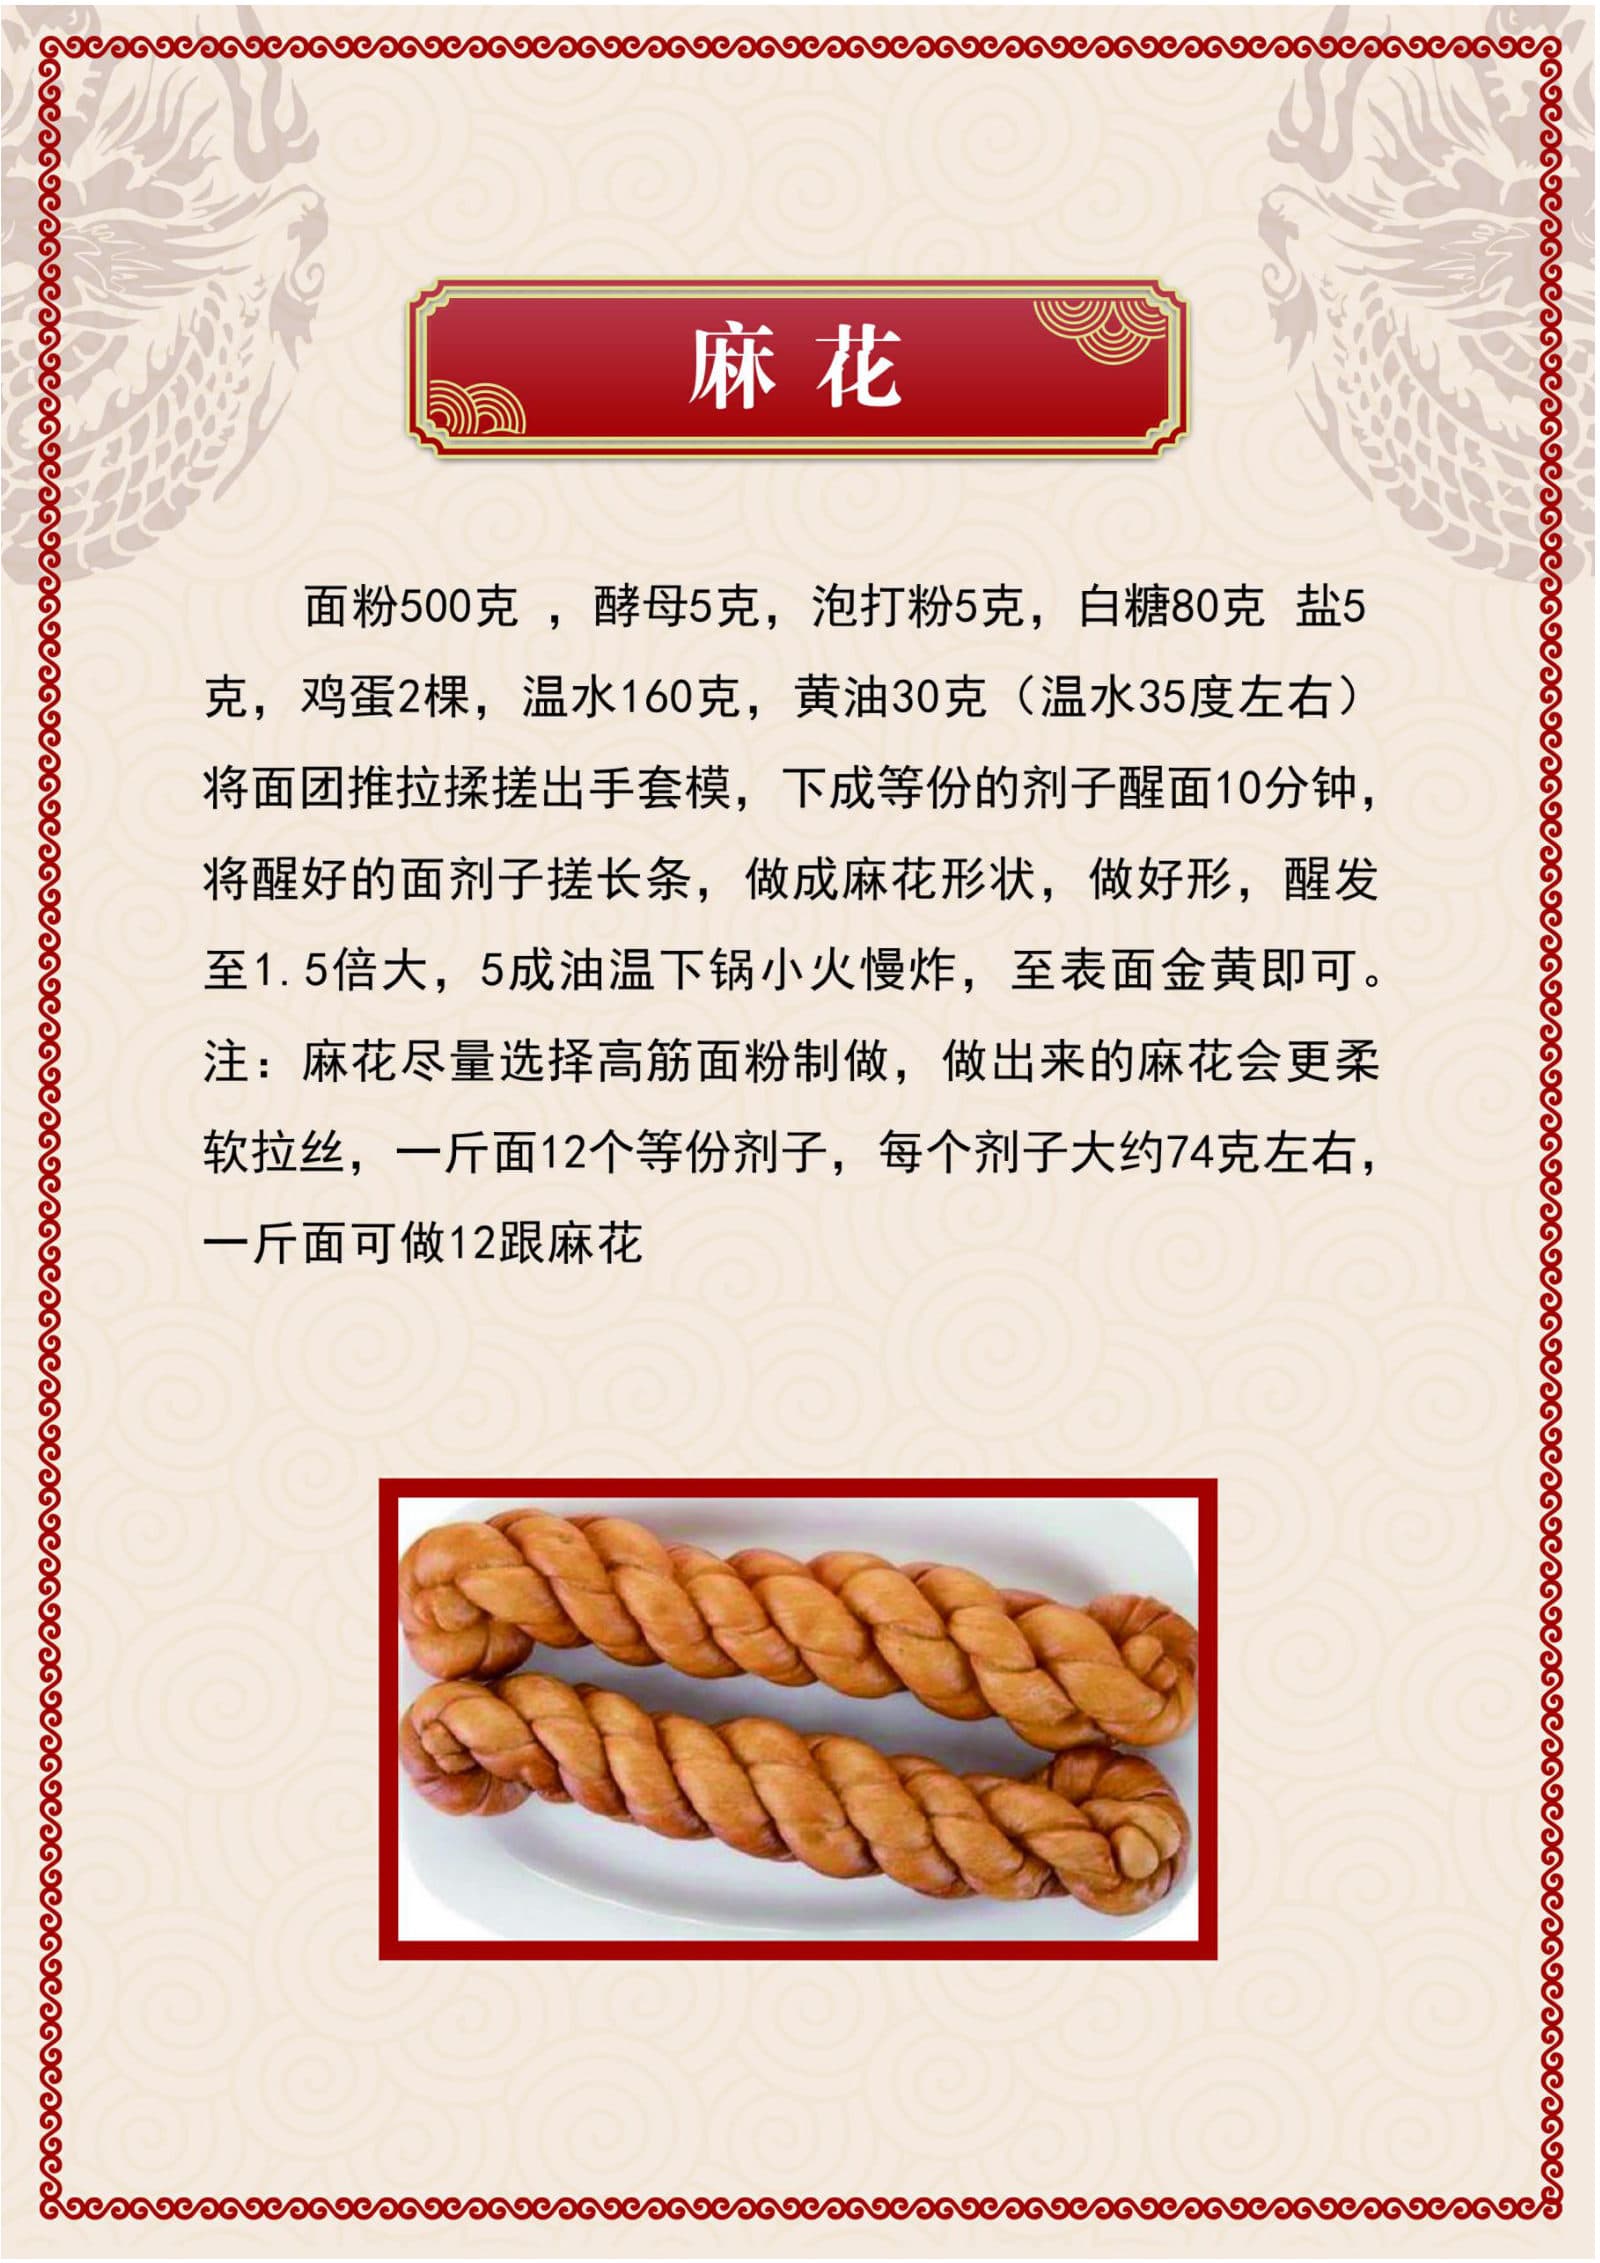 麻花
面粉500克 ，酵母5克，泡打粉5克，白糖80克 盐5
克，鸡蛋2棵，温水160克，黄油30克（温水35度左右）
将面团推拉揉搓出手套模，下成等份的剂子醒面10分钟，
将醒好的面剂子搓长条，做成麻花形状，做好形，醒发
至1.5倍大，5成油温下锅小火慢炸，至表面金黄即可。
注：麻花尽量选择高筋面粉制做，做出来的麻花会更柔
软拉丝，一斤面12个等份剂子，每个剂子大约74克左右，
一斤面可做12跟麻花